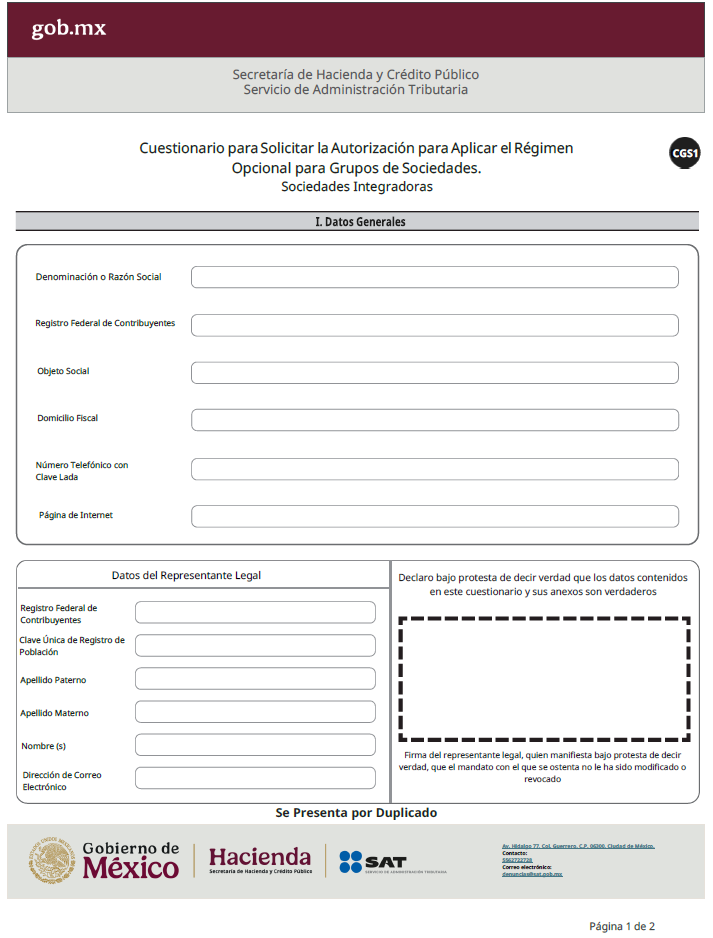 gob.mx
Secretaría de Hacienda y Crédito Público
Servicio de Administración Tributaria
Cuestionario para Solicitar la Autorización para Aplicar el Régimen
Opcional para Grupos de Sociedades.
Sociedades Integradoras
CGS1
I. Datos Generales
Denominación o Razón Social
Registro Federal de Contribuyentes
Objeto Social
Domicilio Fiscal
Número Telefónico con
Clave Lada
Página de Internet
Datos del Representante Legal
Registro Federal de
Contribuyentes
Clave Única de Registro de
Población
Apellido Paterno
Apellido Materno
Nombre (s)
Dirección de Correo
Electrónico
Declaro bajo protesta de decir verdad que los datos contenidos
en este cuestionario y sus anexos son verdaderos
Firma del representante legal, quien manifiesta bajo protesta de decir
verdad, que el mandato con el que se ostenta no le ha sido modificado o
revocado
Se Presenta por Duplicado
Gobierno de
México
Hacienda
Secretaría de Hacienda y Crédito Público
SAT
SERVICIO DE ADMINISTRACIÓN TRIBUTARIA
Av. Hidalgo 77, Col. Guerrero, C.P. 06300, Ciudad de México.
Contacto:
5562722728
Correo electrónico:
denuncias@sat.gob.mx
Página 1 de 2